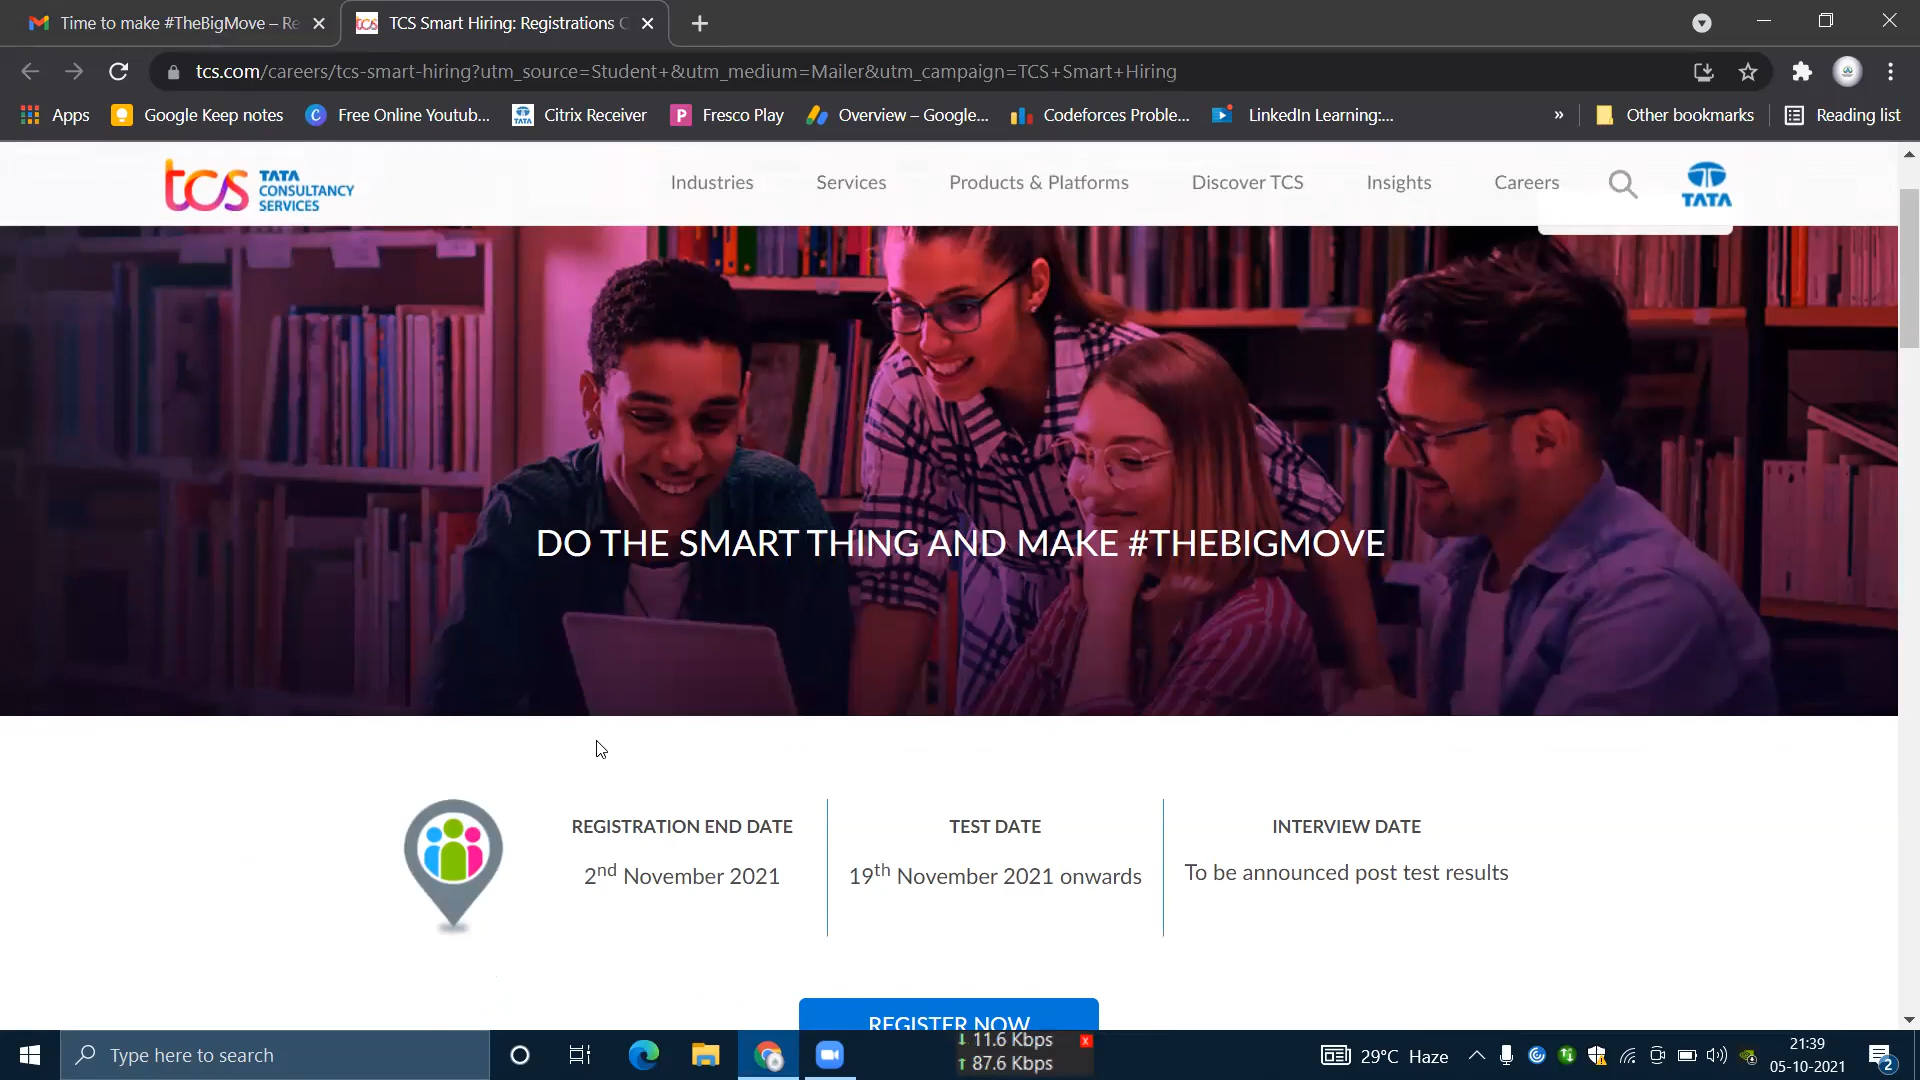 Time to make #TheBigMove – Re
TCS Smart Hiring: Registrations
tcs.com/careers/tcs-smart-hiring?utm_source=Student+&utm_medium=Mailer&utm_campaign=TCS+Smart+Hiring
Apps
Google Keep notes
Free Online Youtub...
Citrix Receiver
Fresco Play
Overview – Google...
Codeforces Proble...
LinkedIn Learning:...
»
Other bookmarks
Reading list
tcs TATA CONSULTANCY SERVICES
Industries
Services
Products & Platforms
Discover TCS
Insights
Careers
TATA
DO THE SMART THING AND MAKE #THEBIGMOVE
REGISTRATION END DATE
2nd November 2021
TEST DATE
19th November 2021 onwards
INTERVIEW DATE
To be announced post test results
REGISTER NOW
Type here to search
↓ 11.6 Kbps
↑ 87.6 Kbps
x
29°C Haze
21:39
05-10-2021
2